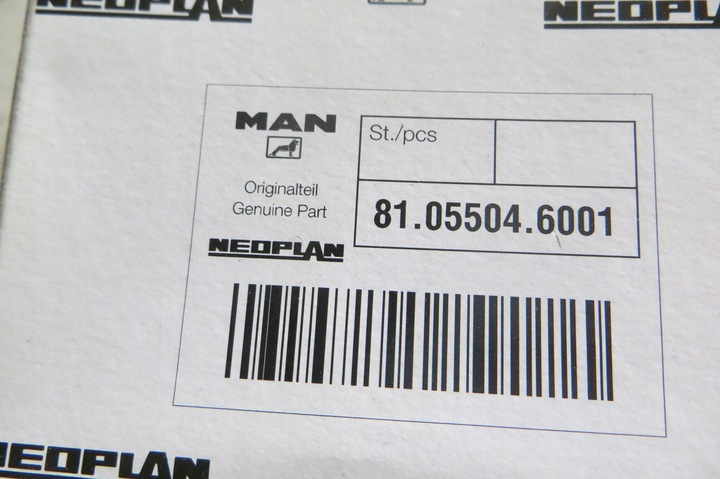 NEOPLAN
NEOPLAN
MAN
St./pcs
Originalteil
Genuine Part
81.05504.6001
NEOPLAN
NEOPLAN